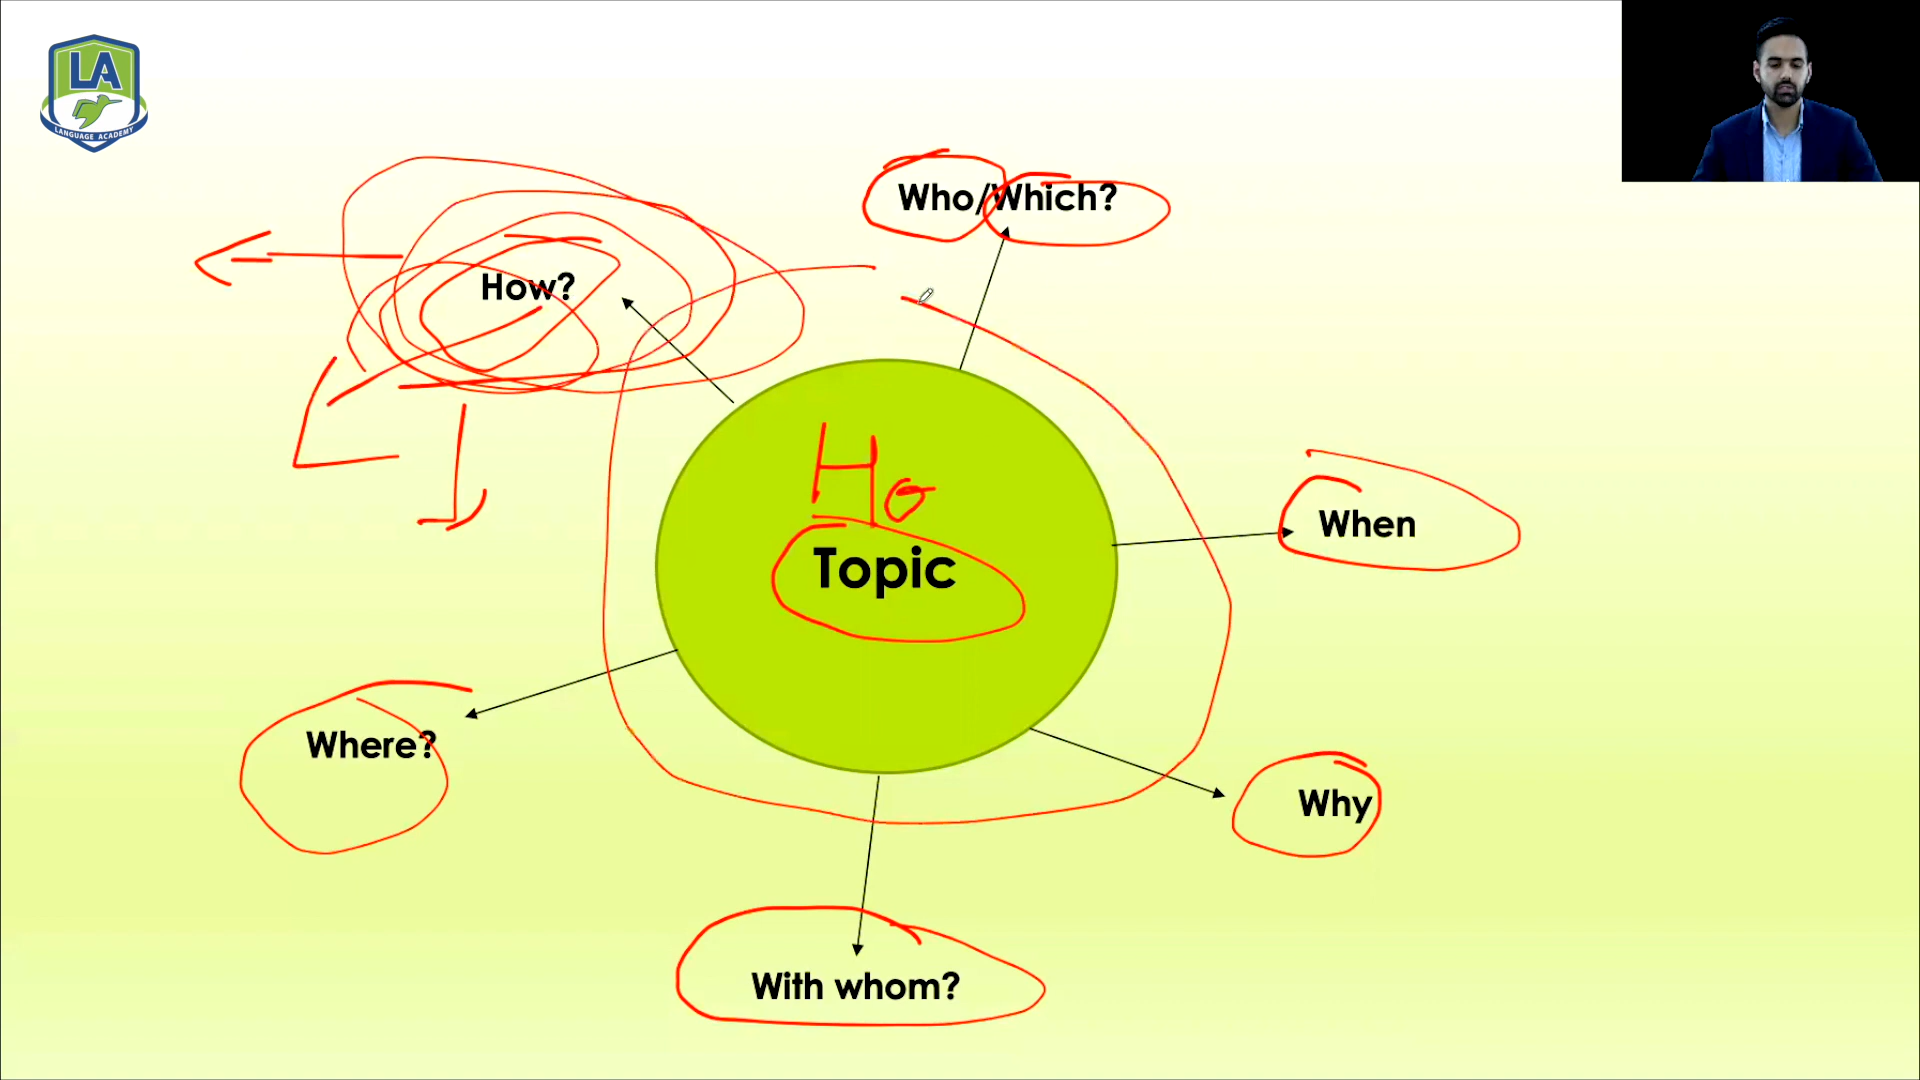 LA
LANGUAGE ACADEMY
Who/Which?
How?
When
Ho
Topic
Where?
Why
With whom?